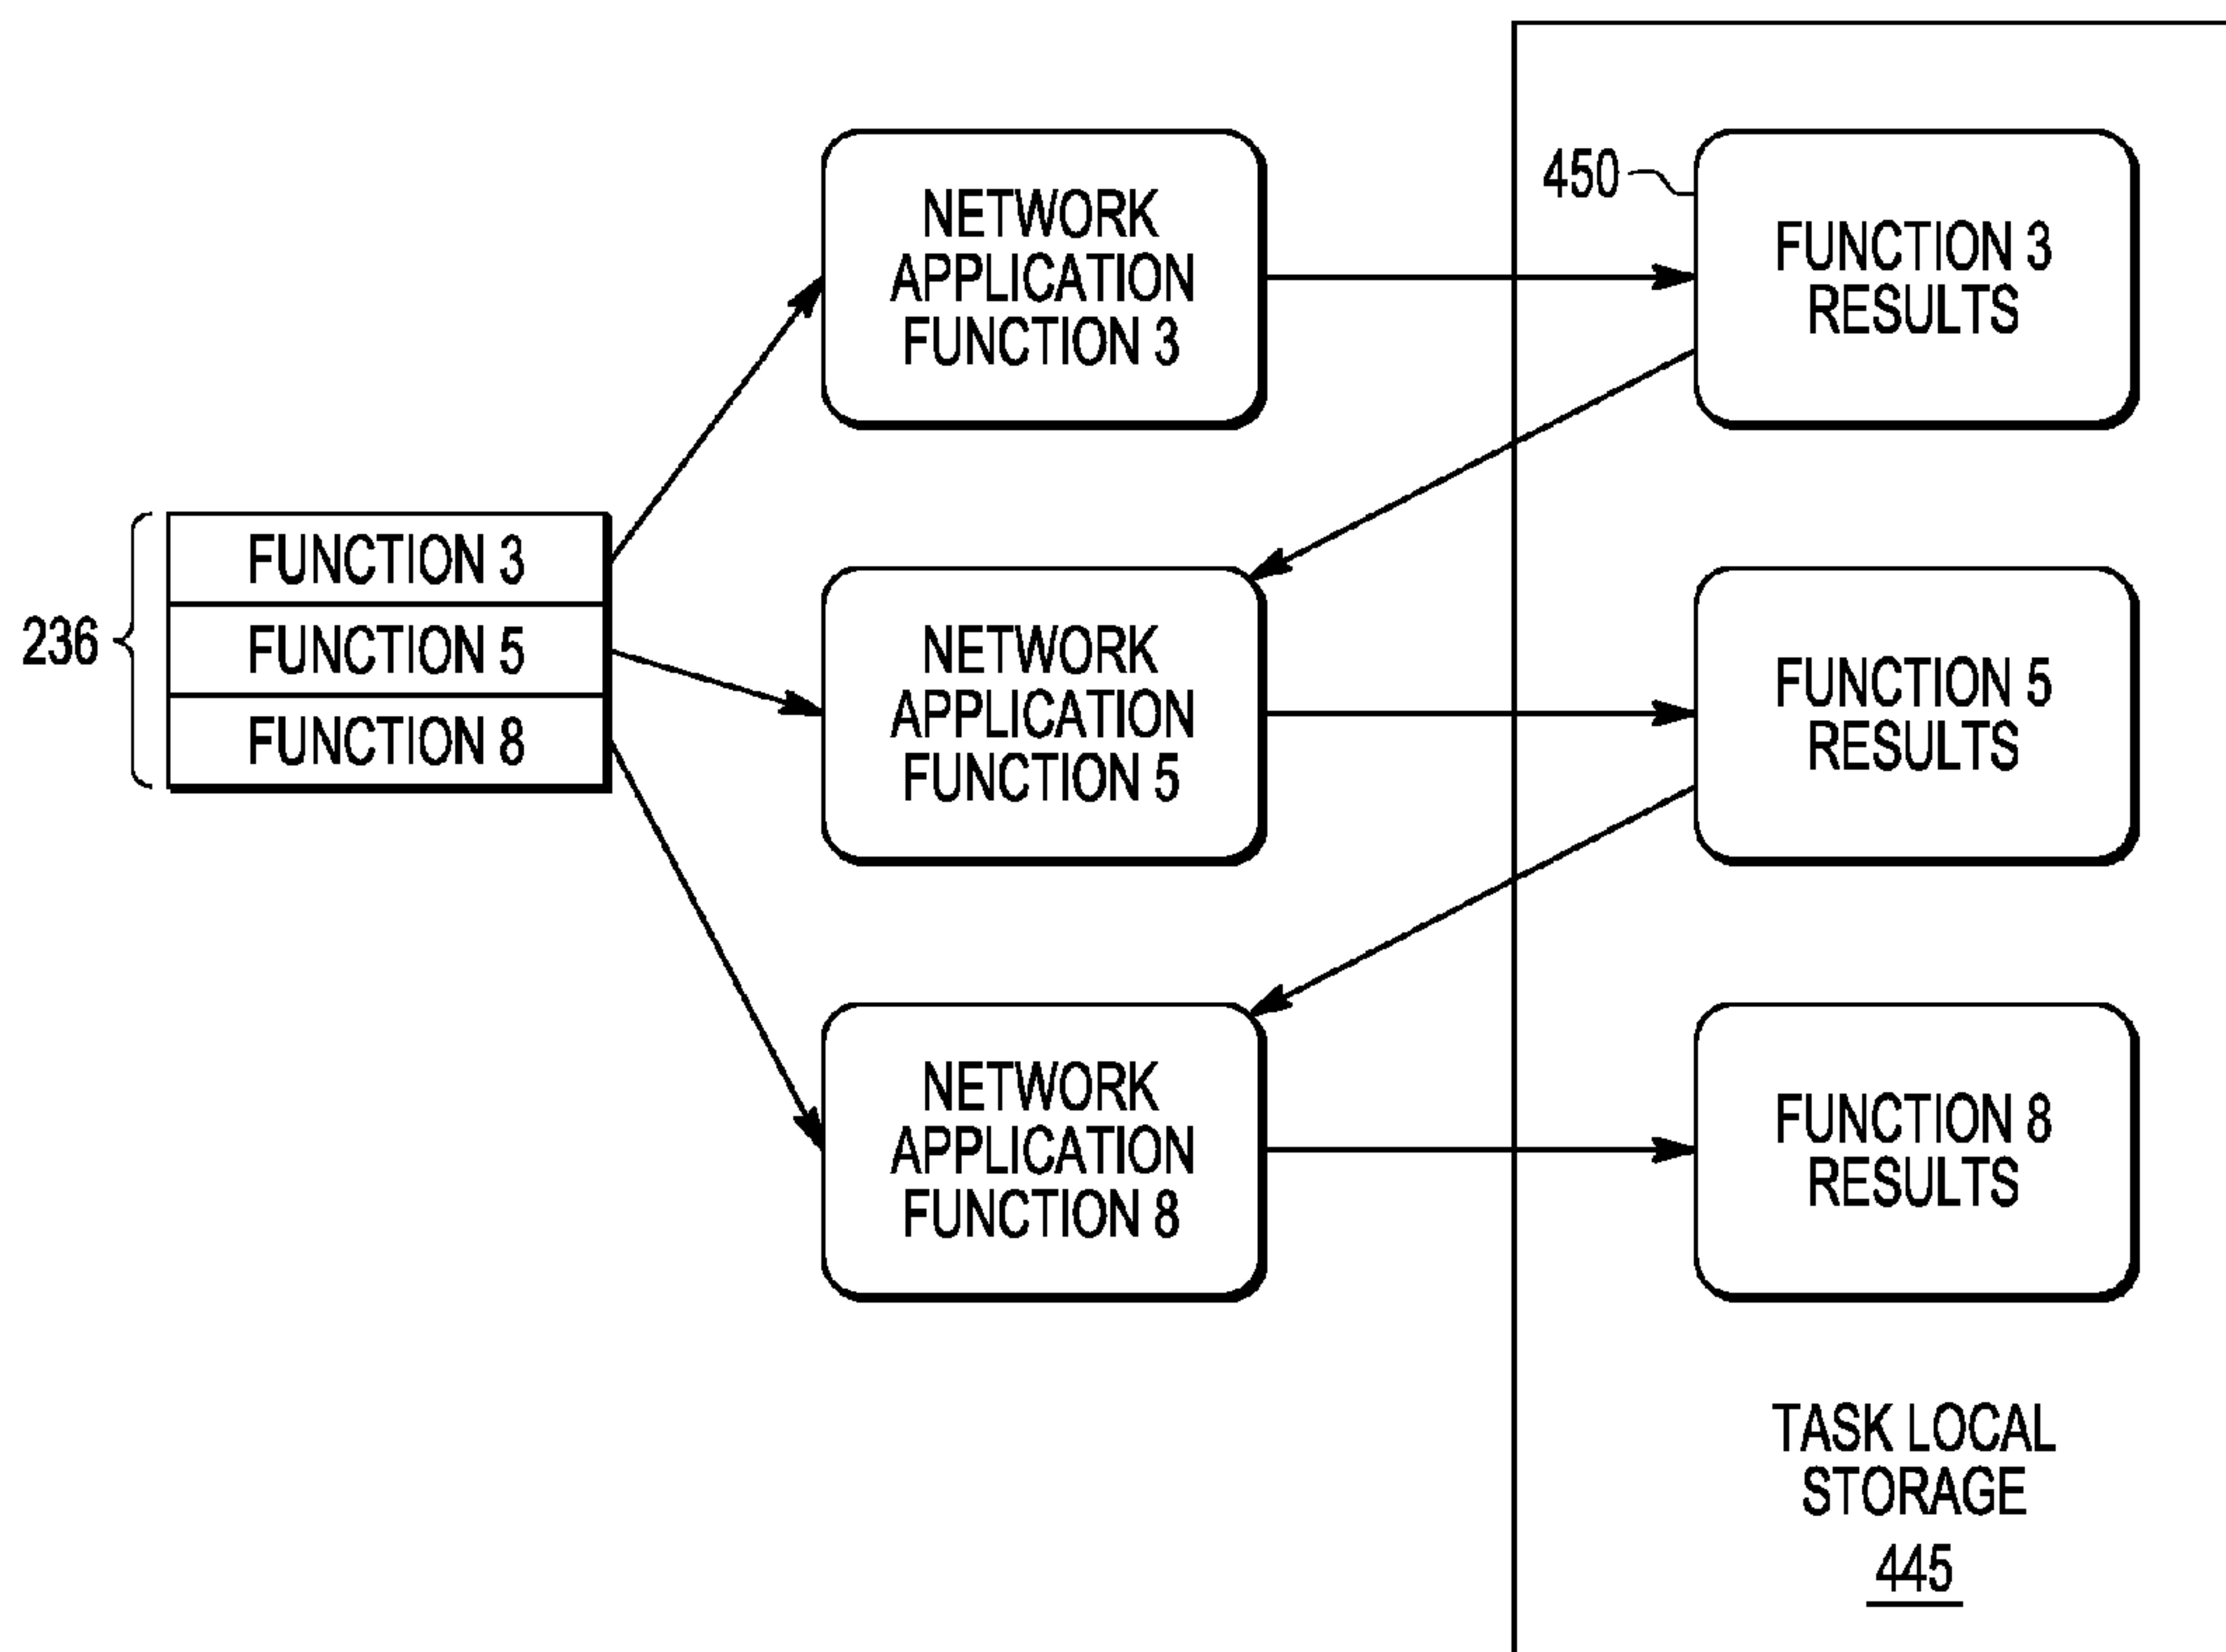 236
FUNCTION 3
FUNCTION 5
FUNCTION 8
NETWORK
APPLICATION
FUNCTION 3
NETWORK
APPLICATION
FUNCTION 5
NETWORK
APPLICATION
FUNCTION 8
450
FUNCTION 3
RESULTS
FUNCTION 5
RESULTS
FUNCTION 8
RESULTS
TASK LOCAL
STORAGE
445